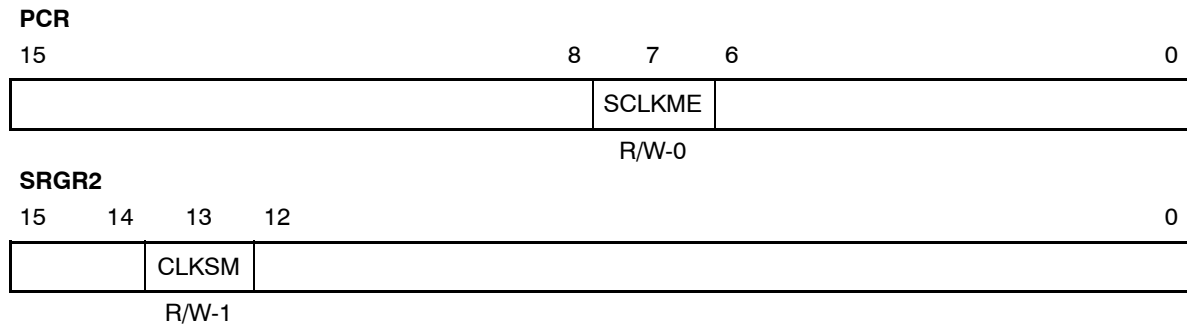 PCR
15 8 7 6 0
SCLKME
R/W-0
SRGR2
15 14 13 12 0
CLKSM
R/W-1